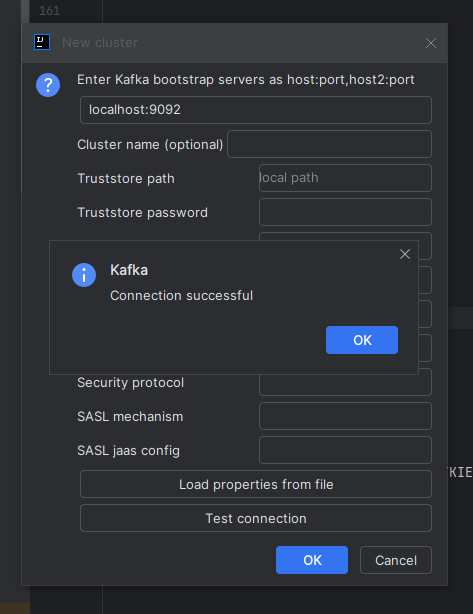 161
IJ
New cluster
Enter Kafka bootstrap servers as host:port,host2:port
localhost:9092
Cluster name (optional)
Truststore path
local path
Truststore password
Kafka
Connection successful
OK
Security protocol
SASL mechanism
SASL jaas config
KIE
Load properties from file
Test connection
OK
Cancel